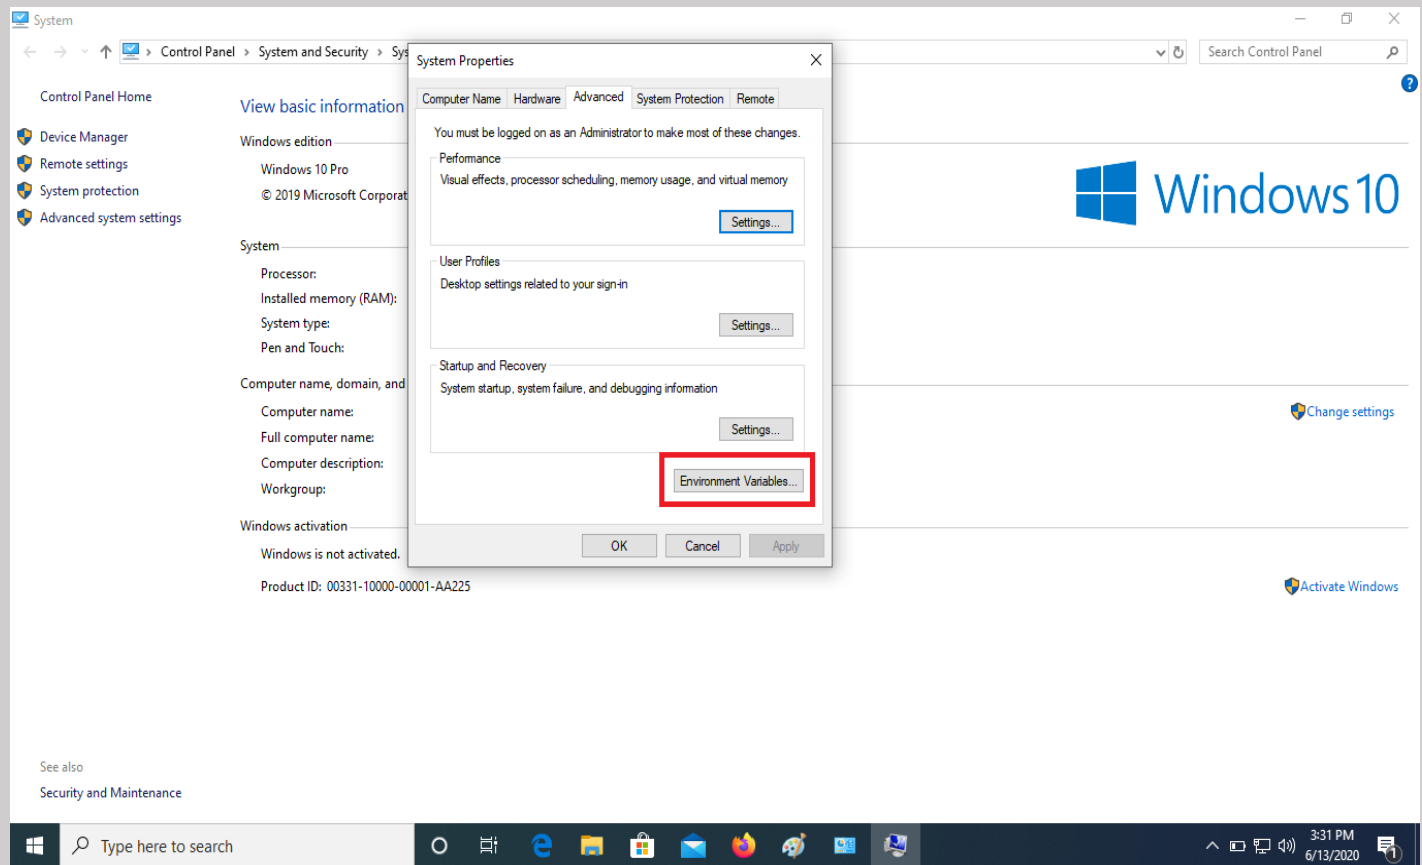 System
Control Panel > System and Security > Sys
Search Control Panel
Control Panel Home
Device Manager
Remote settings
System protection
Advanced system settings
View basic information
Windows edition
Windows 10 Pro
© 2019 Microsoft Corporat
Windows 10
System
Processor:
Installed memory (RAM):
System type:
Pen and Touch:
Computer name, domain, and
Computer name:
Full computer name:
Computer description:
Workgroup:
Change settings
Windows activation
Windows is not activated.
Product ID: 00331-10000-00001-AA225
Activate Windows
System Properties
Computer Name Hardware Advanced System Protection Remote
You must be logged on as an Administrator to make most of these changes.
Performance
Visual effects, processor scheduling, memory usage, and virtual memory
Settings...
User Profiles
Desktop settings related to your sign-in
Settings...
Startup and Recovery
System startup, system failure, and debugging information
Settings...
Environment Variables...
OK Cancel Apply
See also
Security and Maintenance
Type here to search
3:31 PM
6/13/2020
1